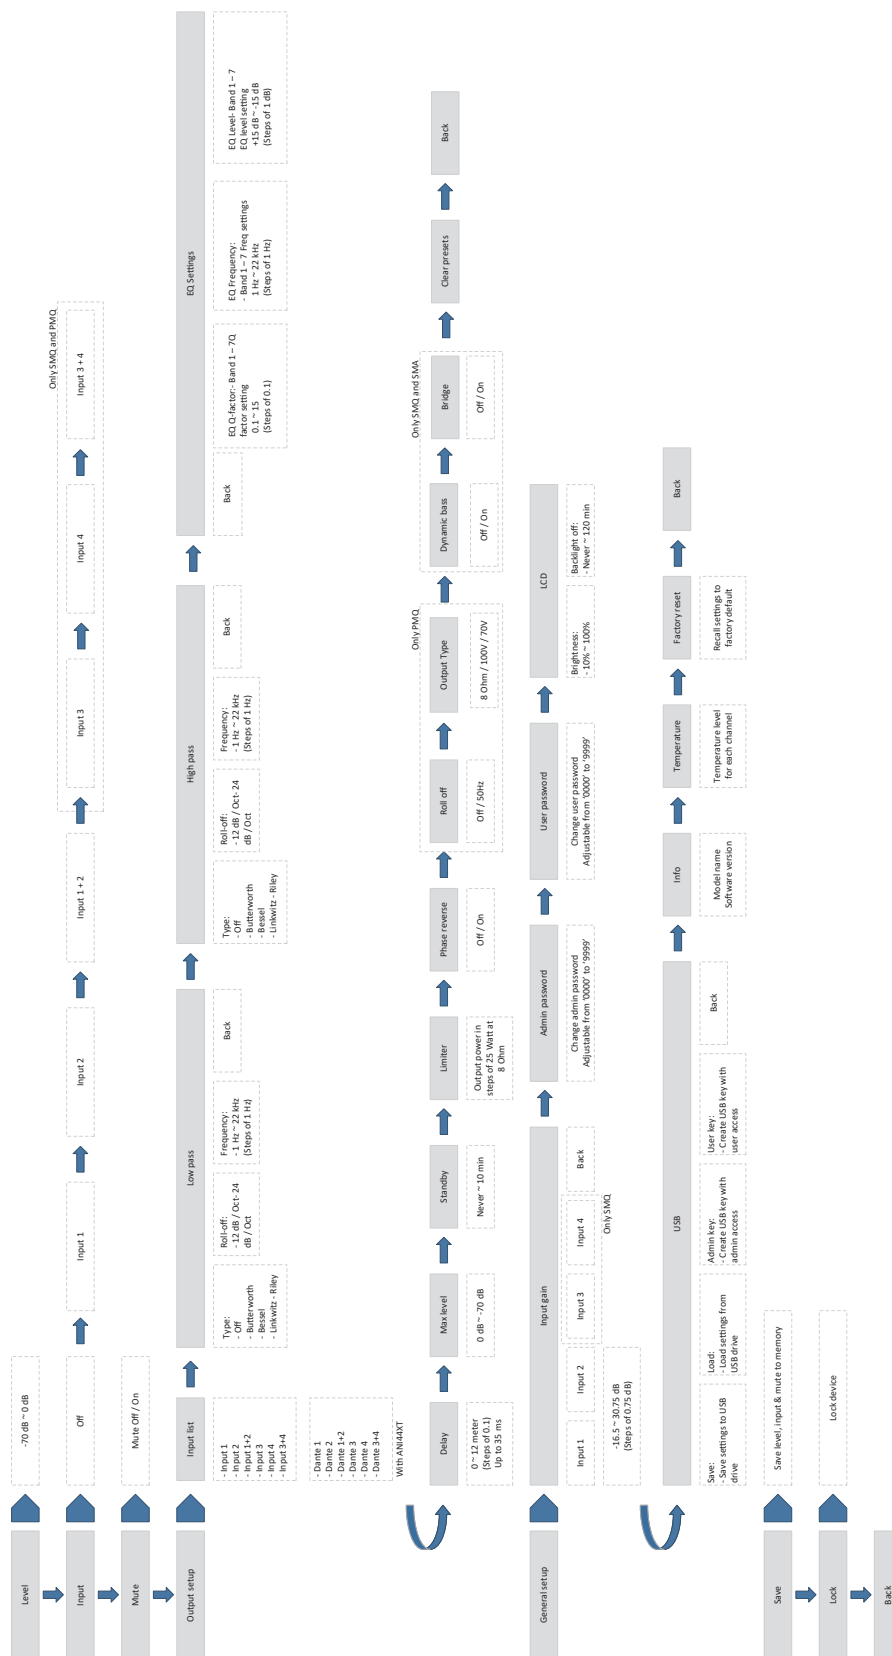 Level
-70 dB ~ 0 dB
Input
Off
Input 1
Input 2
Input 1 + 2
Only SMQ and PMQ
Input 3
Input 4
Input 3 + 4
Mute
Mute Off / On
Output setup
Input list
- Input 1
- Input 2
- Input 1+2
- Input 3
- Input 4
- Input 3+4
- Dante 1
- Dante 2
- Dante 1+2
- Dante 3
- Dante 4
- Dante 3+4
With ANI44XT
Low pass
Type:
- Off
- Butterworth
- Bessel
- Linkwitz - Riley
Roll-off:
- 12 dB / Oct- 24
dB / Oct
Frequency:
- 1 Hz ~ 22 kHz
(Steps of 1 Hz)
Back
High pass
Type:
- Off
- Butterworth
- Bessel
- Linkwitz - Riley
Roll-off:
- 12 dB / Oct- 24
dB / Oct
Frequency:
- 1 Hz ~ 22 kHz
(Steps of 1 Hz)
Back
EQ Settings
Back
EQ Q-factor:- Band 1 – 7Q
factor setting
0.1 ~ 15
(Steps of 0.1)
EQ Frequency:
- Band 1 – 7 Freq settings
1 Hz ~ 22 kHz
(Steps of 1 Hz)
EQ Level- Band 1 – 7
EQ level setting
+15 dB ~ -15 dB
(Steps of 1 dB)
Delay
0 ~ 12 meter
(Steps of 0.1)
Up to 35 ms
Max level
0 dB ~ -70 dB
Standby
Never ~ 10 min
Limiter
Output power in
steps of 25 Watt at
8 Ohm
Phase reverse
Off / On
Only PMQ
Roll off
Off / 50Hz
Output Type
8 Ohm / 100V / 70V
Only SMQ and SMA
Dynamic bass
Off / On
Bridge
Off / On
Clear presets
Back
General setup
Input gain
Input 1
Input 2
Input 3
Input 4
Back
Only SMQ
-16.5 ~ 30.75 dB
(Steps of 0.75 dB)
Admin password
Change admin password
Adjustable from '0000' to '9999'
User password
Change user password
Adjustable from '0000' to '9999'
LCD
Brightness:
- 10% ~ 100%
Backlight off:
- Never ~ 120 min
USB
Save:
- Save settings to USB
drive
Load:
- Load settings from
USB drive
Admin key:
- Create USB key with
admin access
User key:
- Create USB key with
user access
Back
Info
Model name
Software version
Temperature
Temperature level
for each channel
Factory reset
Recall settings to
factory default
Back
Save
Save level, input & mute to memory
Lock
Lock device
Back